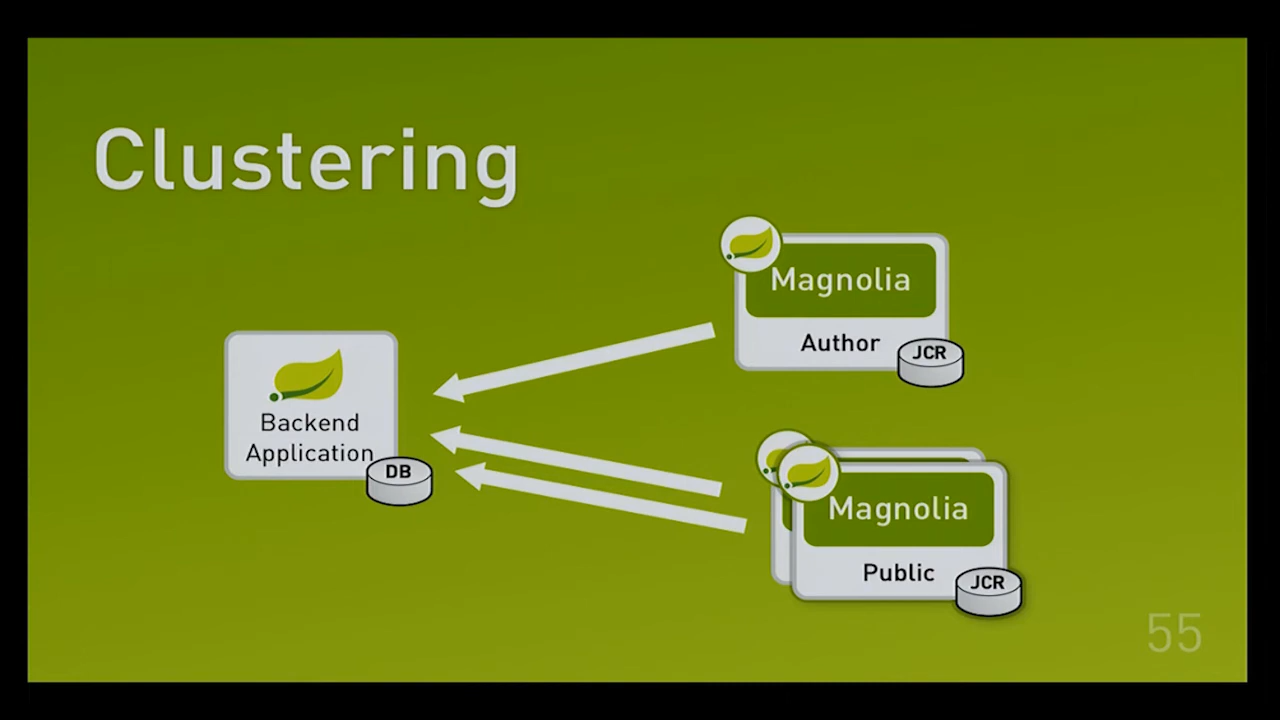 Clustering
Magnolia
Author
JCR
Backend
Application
DB
Magnolia
Public
JCR
55